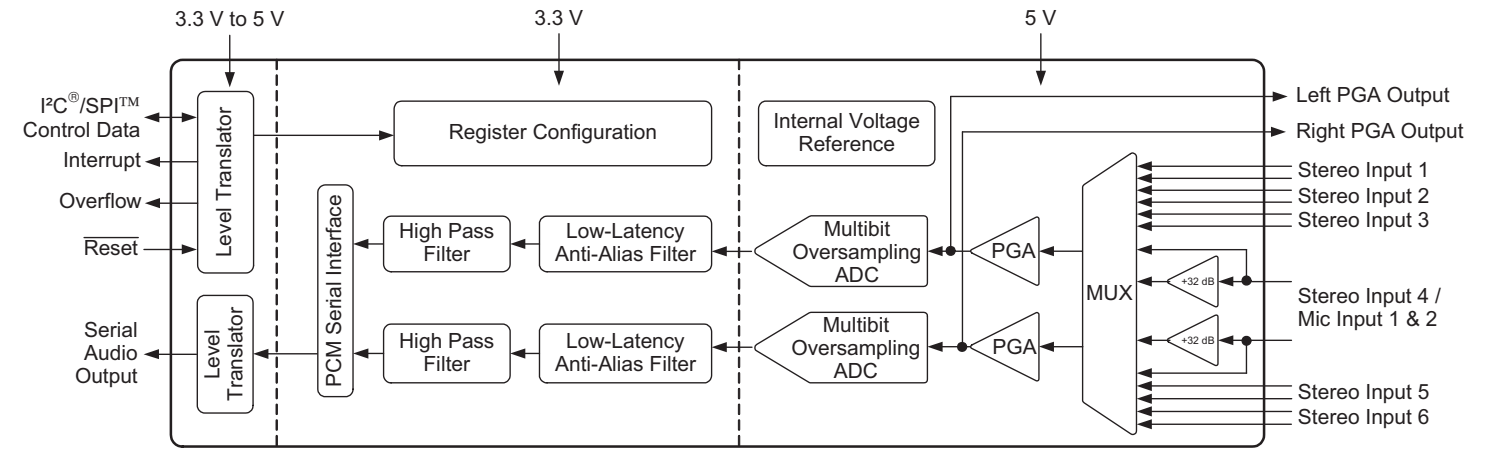 3.3 V to 5 V
3.3 V
5 V
I²C®/SPI™
Control Data
Interrupt
Overflow
Reset
Serial
Audio
Output
Level Translator
Level
Translator
Register Configuration
PCM Serial Interface
High Pass
Filter
Low-Latency
Anti-Alias Filter
High Pass
Filter
Low-Latency
Anti-Alias Filter
Internal Voltage
Reference
Multibit
Oversampling
ADC
Multibit
Oversampling
ADC
PGA
PGA
MUX
+32 dB
+32 dB
Left PGA Output
Right PGA Output
Stereo Input 1
Stereo Input 2
Stereo Input 3
Stereo Input 4 /
Mic Input 1 & 2
Stereo Input 5
Stereo Input 6